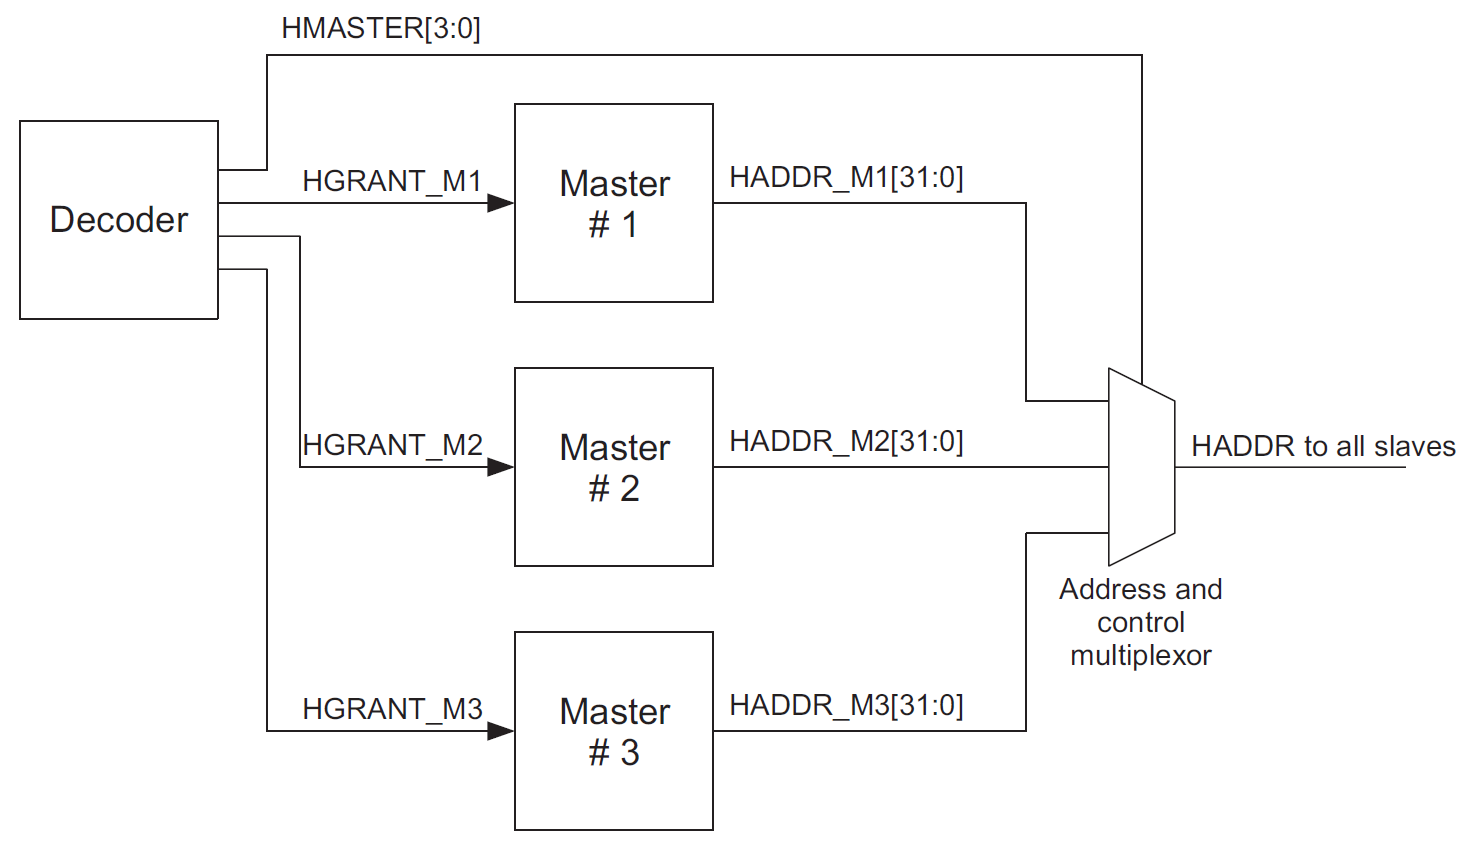 HMASTER[3:0]
Decoder
HGRANT_M1
Master
# 1
HADDR_M1[31:0]
HGRANT_M2
Master
# 2
HADDR_M2[31:0]
HADDR to all slaves
Address and
control
multiplexor
HGRANT_M3
Master
# 3
HADDR_M3[31:0]